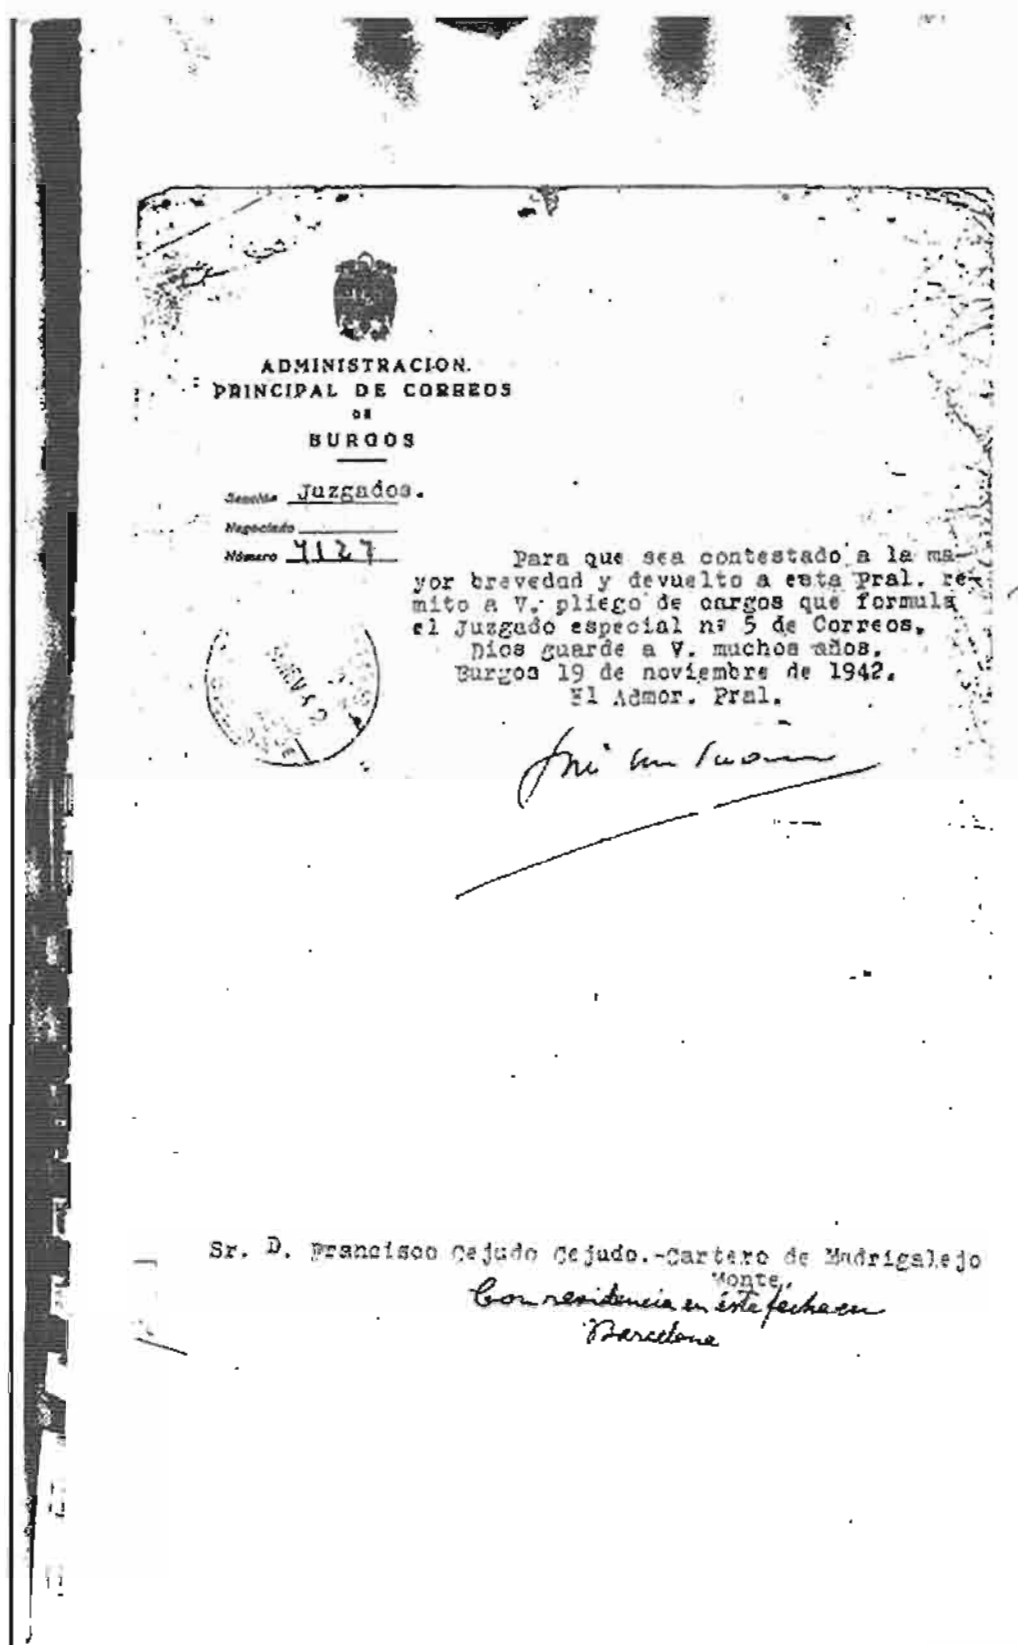 ADMINISTRACION.
PRINCIPAL DE CORREOS
DE
BURGOS
Sección Juzgados.
Negociado
Número 7127
Para que sea contestado a la ma-
yor brevedad y devuelto a esta Pral. re-
mito a V. pliego de cargos que formula
el Juzgado especial nº 5 de Correos.
Dios guarde a V. muchos años.
Burgos 19 de noviembre de 1942.
El Admor. Pral.
Sr. D. Francisco Cejudo Cejudo.-Cartero de Madrigalejo
Monte.
Con residencia en ésta fecha en
Barcelona